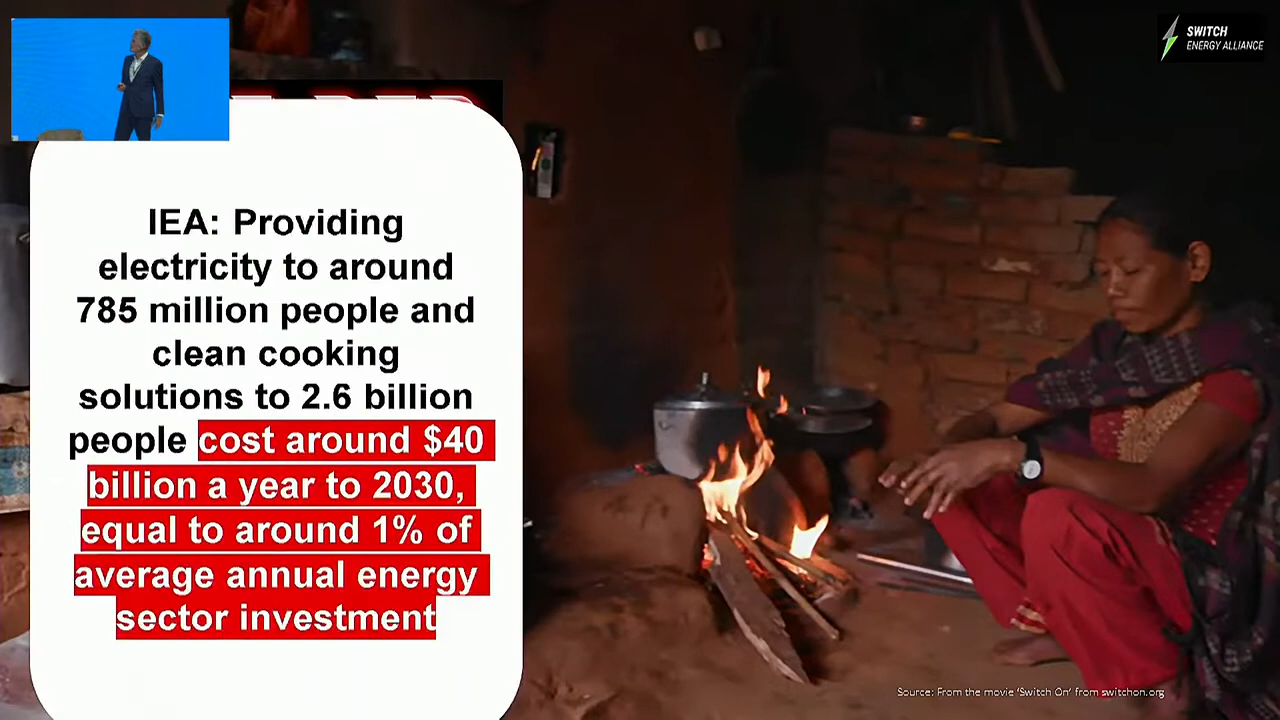 SWITCH
ENERGY ALLIANCE
IEA: Providing
electricity to around
785 million people and
clean cooking
solutions to 2.6 billion
people cost around $40
billion a year to 2030,
equal to around 1% of
average annual energy
sector investment
Source: From the movie 'Switch On' from switchon.org